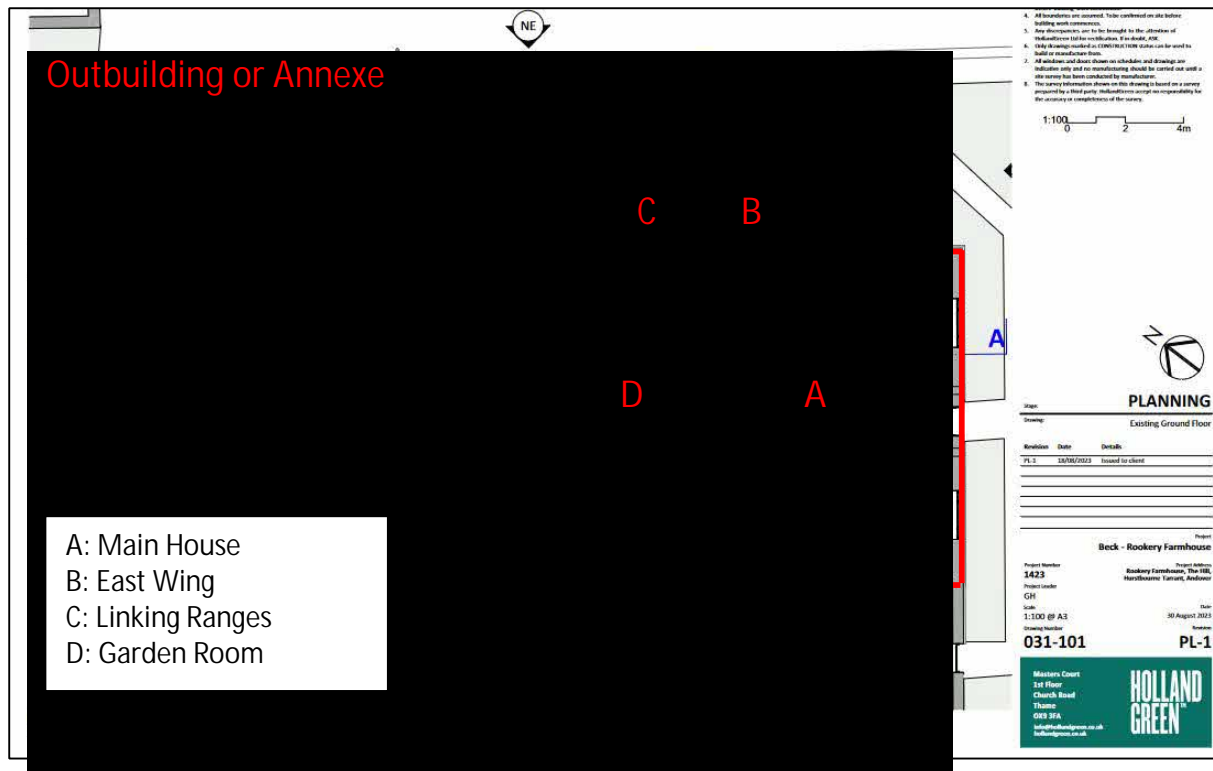 NE
Outbuilding or Annexe
C
B
D
A
A: Main House
B: East Wing
C: Linking Ranges
D: Garden Room
4. All boundaries are assumed. To be confirmed on site before
building work commences.
5. Any discrepancies are to be brought to the attention of
HollandGreen Ltd for rectification. If in doubt, ASK.
6. Only drawings marked as CONSTRUCTION status can be used to
build or manufacture from.
7. All windows and doors shown on schedules and drawings are
indicative only and no manufacturing should be carried out until a
site survey has been conducted by manufacturer.
8. The survey information shown on this drawing is based on a survey
prepared by a third party. HollandGreen accept no responsibility for
the accuracy or completeness of the survey.
1:100
0 2 4m
A
N
Stage: PLANNING
Drawing: Existing Ground Floor
Revision Date Details
PL-1 18/08/2023 Issued to client
Project
Beck - Rookery Farmhouse
Project Number
1423
Project Address
Rookery Farmhouse, The Hill,
Hurstbourne Tarrant, Andover
Project Leader
GH
Scale
1:100 @ A3
Date
30 August 2023
Drawing Number
031-101
Revision
PL-1
Masters Court
1st Floor
Church Road
Thame
OX9 3FA
info@hollandgreen.co.uk
hollandgreen.co.uk
HOLLAND
GREEN™